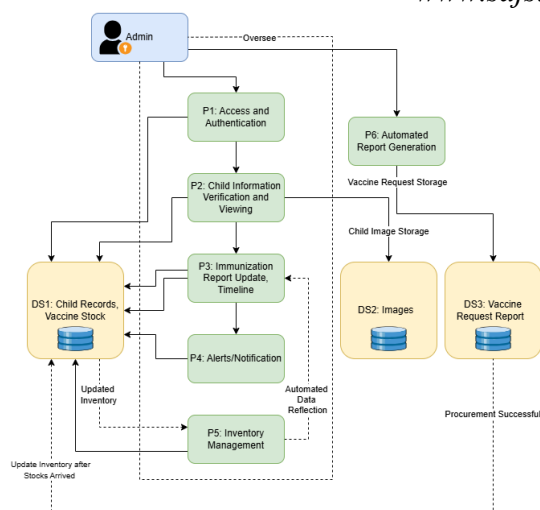 Admin
Oversee
P1: Access and
Authentication
P6: Automated
Report Generation
Vaccine Request Storage
P2: Child Information
Verification and
Viewing
Child Image Storage
P3: Immunization
Report Update,
Timeline
DS1: Child Records,
Vaccine Stock
DS2: Images
DS3: Vaccine
Request Report
P4: Alerts/Notification
Updated
Inventory
Automated
Data
Reflection
P5: Inventory
Management
Procurement Successful
Update Inventory after
Stocks Arrived